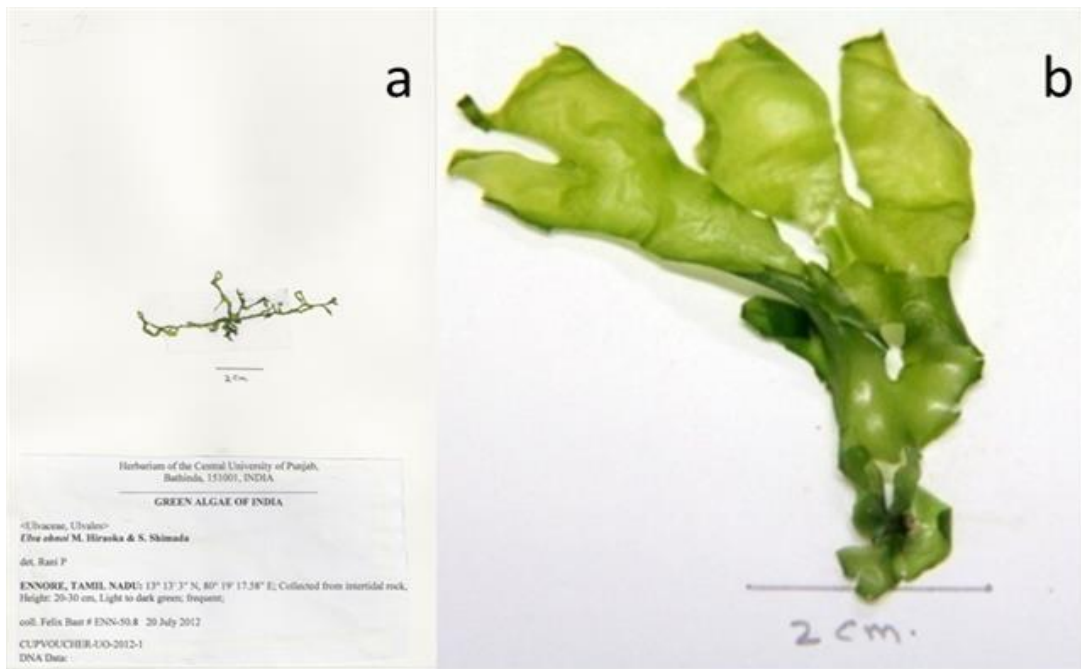 a
2 cm
Herbarium of the Central University of Punjab,
Bathinda, 151001, INDIA
GREEN ALGAE OF INDIA
<Ulvaceae, Ulvales>
Ulva ohnoi M. Hiraoka & S. Shimada
det. Rani P
ENNORE, TAMIL NADU: 13° 13' 3" N, 80° 19' 17.58" E; Collected from intertidal rock,
Height: 20-30 cm, Light to dark green; frequent;
coll. Felix Bast # ENN-50.8 20 July 2012
CUPVOUCHER-UO-2012-1
DNA Data:
b
2 cm.